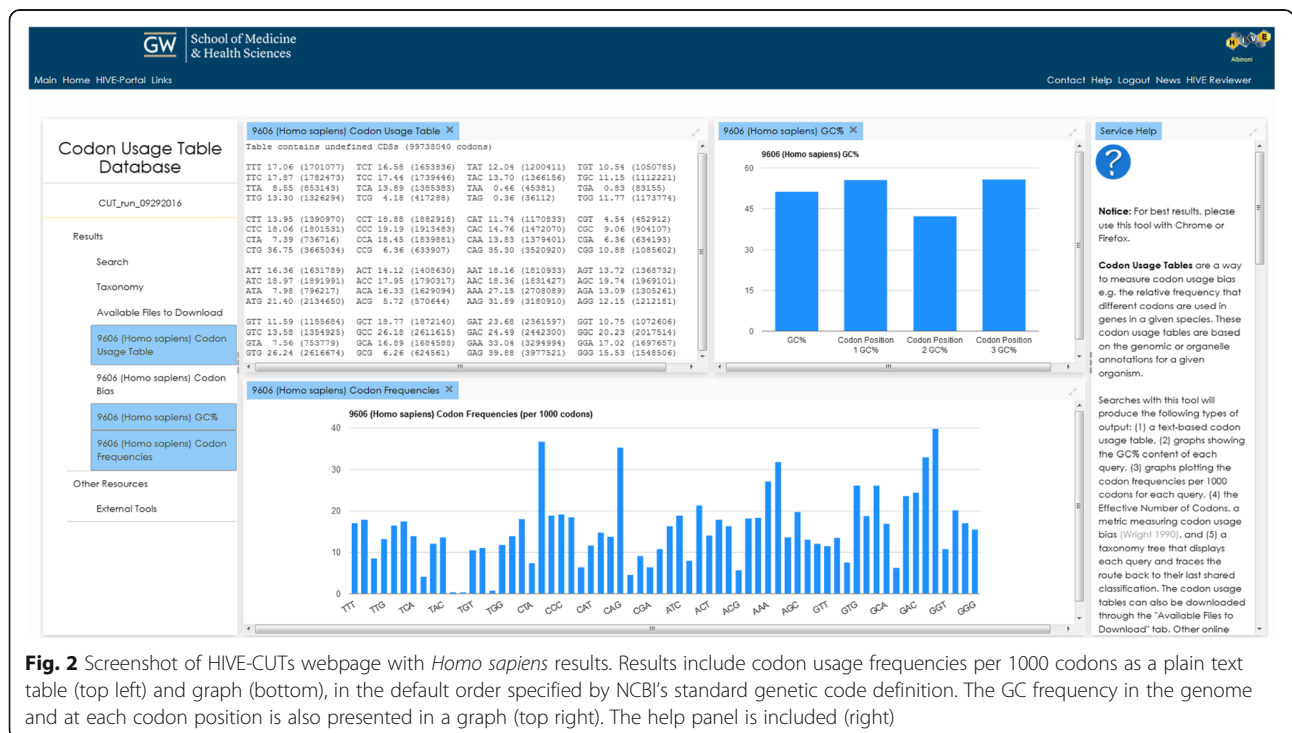 GW School of Medicine
& Health Sciences
HIVE
Albinoni
Main Home HIVE-Portal Links
Contact Help Logout News HIVE Reviewer
Codon Usage Table
Database
CUT_run_09292016
Results
Search
Taxonomy
Available Files to Download
9606 (Homo sapiens) Codon
Usage Table
9606 (Homo sapiens) Codon
Bias
9606 (Homo sapiens) GC%
9606 (Homo sapiens) Codon
Frequencies
Other Resources
External Tools
9606 (Homo sapiens) Codon Usage Table ×
Table contains undefined CDSs (99738040 codons)
TTT 17.06 (1701077) TCT 16.58 (1653836) TAT 12.04 (1200411) TGT 10.54 (1050785)
TTC 17.87 (1782473) TCC 17.44 (1739446) TAC 13.70 (1366156) TGC 11.15 (1112221)
TTA 8.55 (853143) TCA 13.89 (1385383) TAA 0.46 (45381) TGA 0.83 (83155)
TTG 13.30 (1326294) TCG 4.18 (417288) TAG 0.36 (36112) TGG 11.77 (1173774)
CTT 13.95 (1390970) CCT 18.88 (1882918) CAT 11.74 (1170833) CGT 4.54 (452912)
CTC 18.06 (1801531) CCC 19.19 (1913483) CAC 14.76 (1472070) CGC 9.06 (904107)
CTA 7.39 (736716) CCA 18.45 (1839881) CAA 13.83 (1379401) CGA 6.36 (634193)
CTG 36.75 (3665034) CCG 6.36 (633907) CAG 35.30 (3520920) CGG 10.88 (1085602)
ATT 16.36 (1631789) ACT 14.12 (1408630) AAT 18.16 (1810933) AGT 13.72 (1368732)
ATC 18.97 (1891991) ACC 17.95 (1790317) AAC 18.36 (1831427) AGC 19.74 (1969101)
ATA 7.98 (796217) ACA 16.33 (1629094) AAA 27.15 (2708089) AGA 13.09 (1305261)
ATG 21.40 (2134650) ACG 5.72 (570644) AAG 31.89 (3180910) AGG 12.15 (1212181)
GTT 11.59 (1155684) GCT 18.77 (1872140) GAT 23.68 (2361597) GGT 10.75 (1072606)
GTC 13.58 (1354925) GCC 26.18 (2611615) GAC 24.49 (2442300) GGC 20.23 (2017514)
GTA 7.56 (753779) GCA 16.89 (1684588) GAA 33.04 (3294994) GGA 17.02 (1697657)
GTG 26.24 (2616674) GCG 6.26 (624561) GAG 39.88 (3977521) GGG 15.53 (1548506)
9606 (Homo sapiens) GC% ×
9606 (Homo sapiens) GC%
60
45
30
15
0
GC% Codon Position 1 GC% Codon Position 2 GC% Codon Position 3 GC%
9606 (Homo sapiens) Codon Frequencies ×
9606 (Homo sapiens) Codon Frequencies (per 1000 codons)
40
30
20
10
0
TTT TTG TCA TAC TGT TGG CTA CCC CAT CAG CGA ATC ACT ACG AAA AGC GTT GTG GCA GAC GGT GGG
Service Help
?
Notice: For best results, please
use this tool with Chrome or
Firefox.
Codon Usage Tables are a way
to measure codon usage bias
e.g. the relative frequency that
different codons are used in
genes in a given species. These
codon usage tables are based
on the genomic or organelle
annotations for a given
organism.
Searches with this tool will
produce the following types of
output: (1) a text-based codon
usage table, (2) graphs showing
the GC% content of each
query, (3) graphs plotting the
codon frequencies per 1000
codons for each query, (4) the
Effective Number of Codons, a
metric measuring codon usage
bias (Wright 1990), and (5) a
taxonomy tree that displays
each query and traces the
route back to their last shared
classification. The codon usage
tables can also be downloaded
through the "Available Files to
Download" tab. Other online
Fig. 2 Screenshot of HIVE-CUTs webpage with Homo sapiens results. Results include codon usage frequencies per 1000 codons as a plain text
table (top left) and graph (bottom), in the default order specified by NCBI's standard genetic code definition. The GC frequency in the genome
and at each codon position is also presented in a graph (top right). The help panel is included (right)